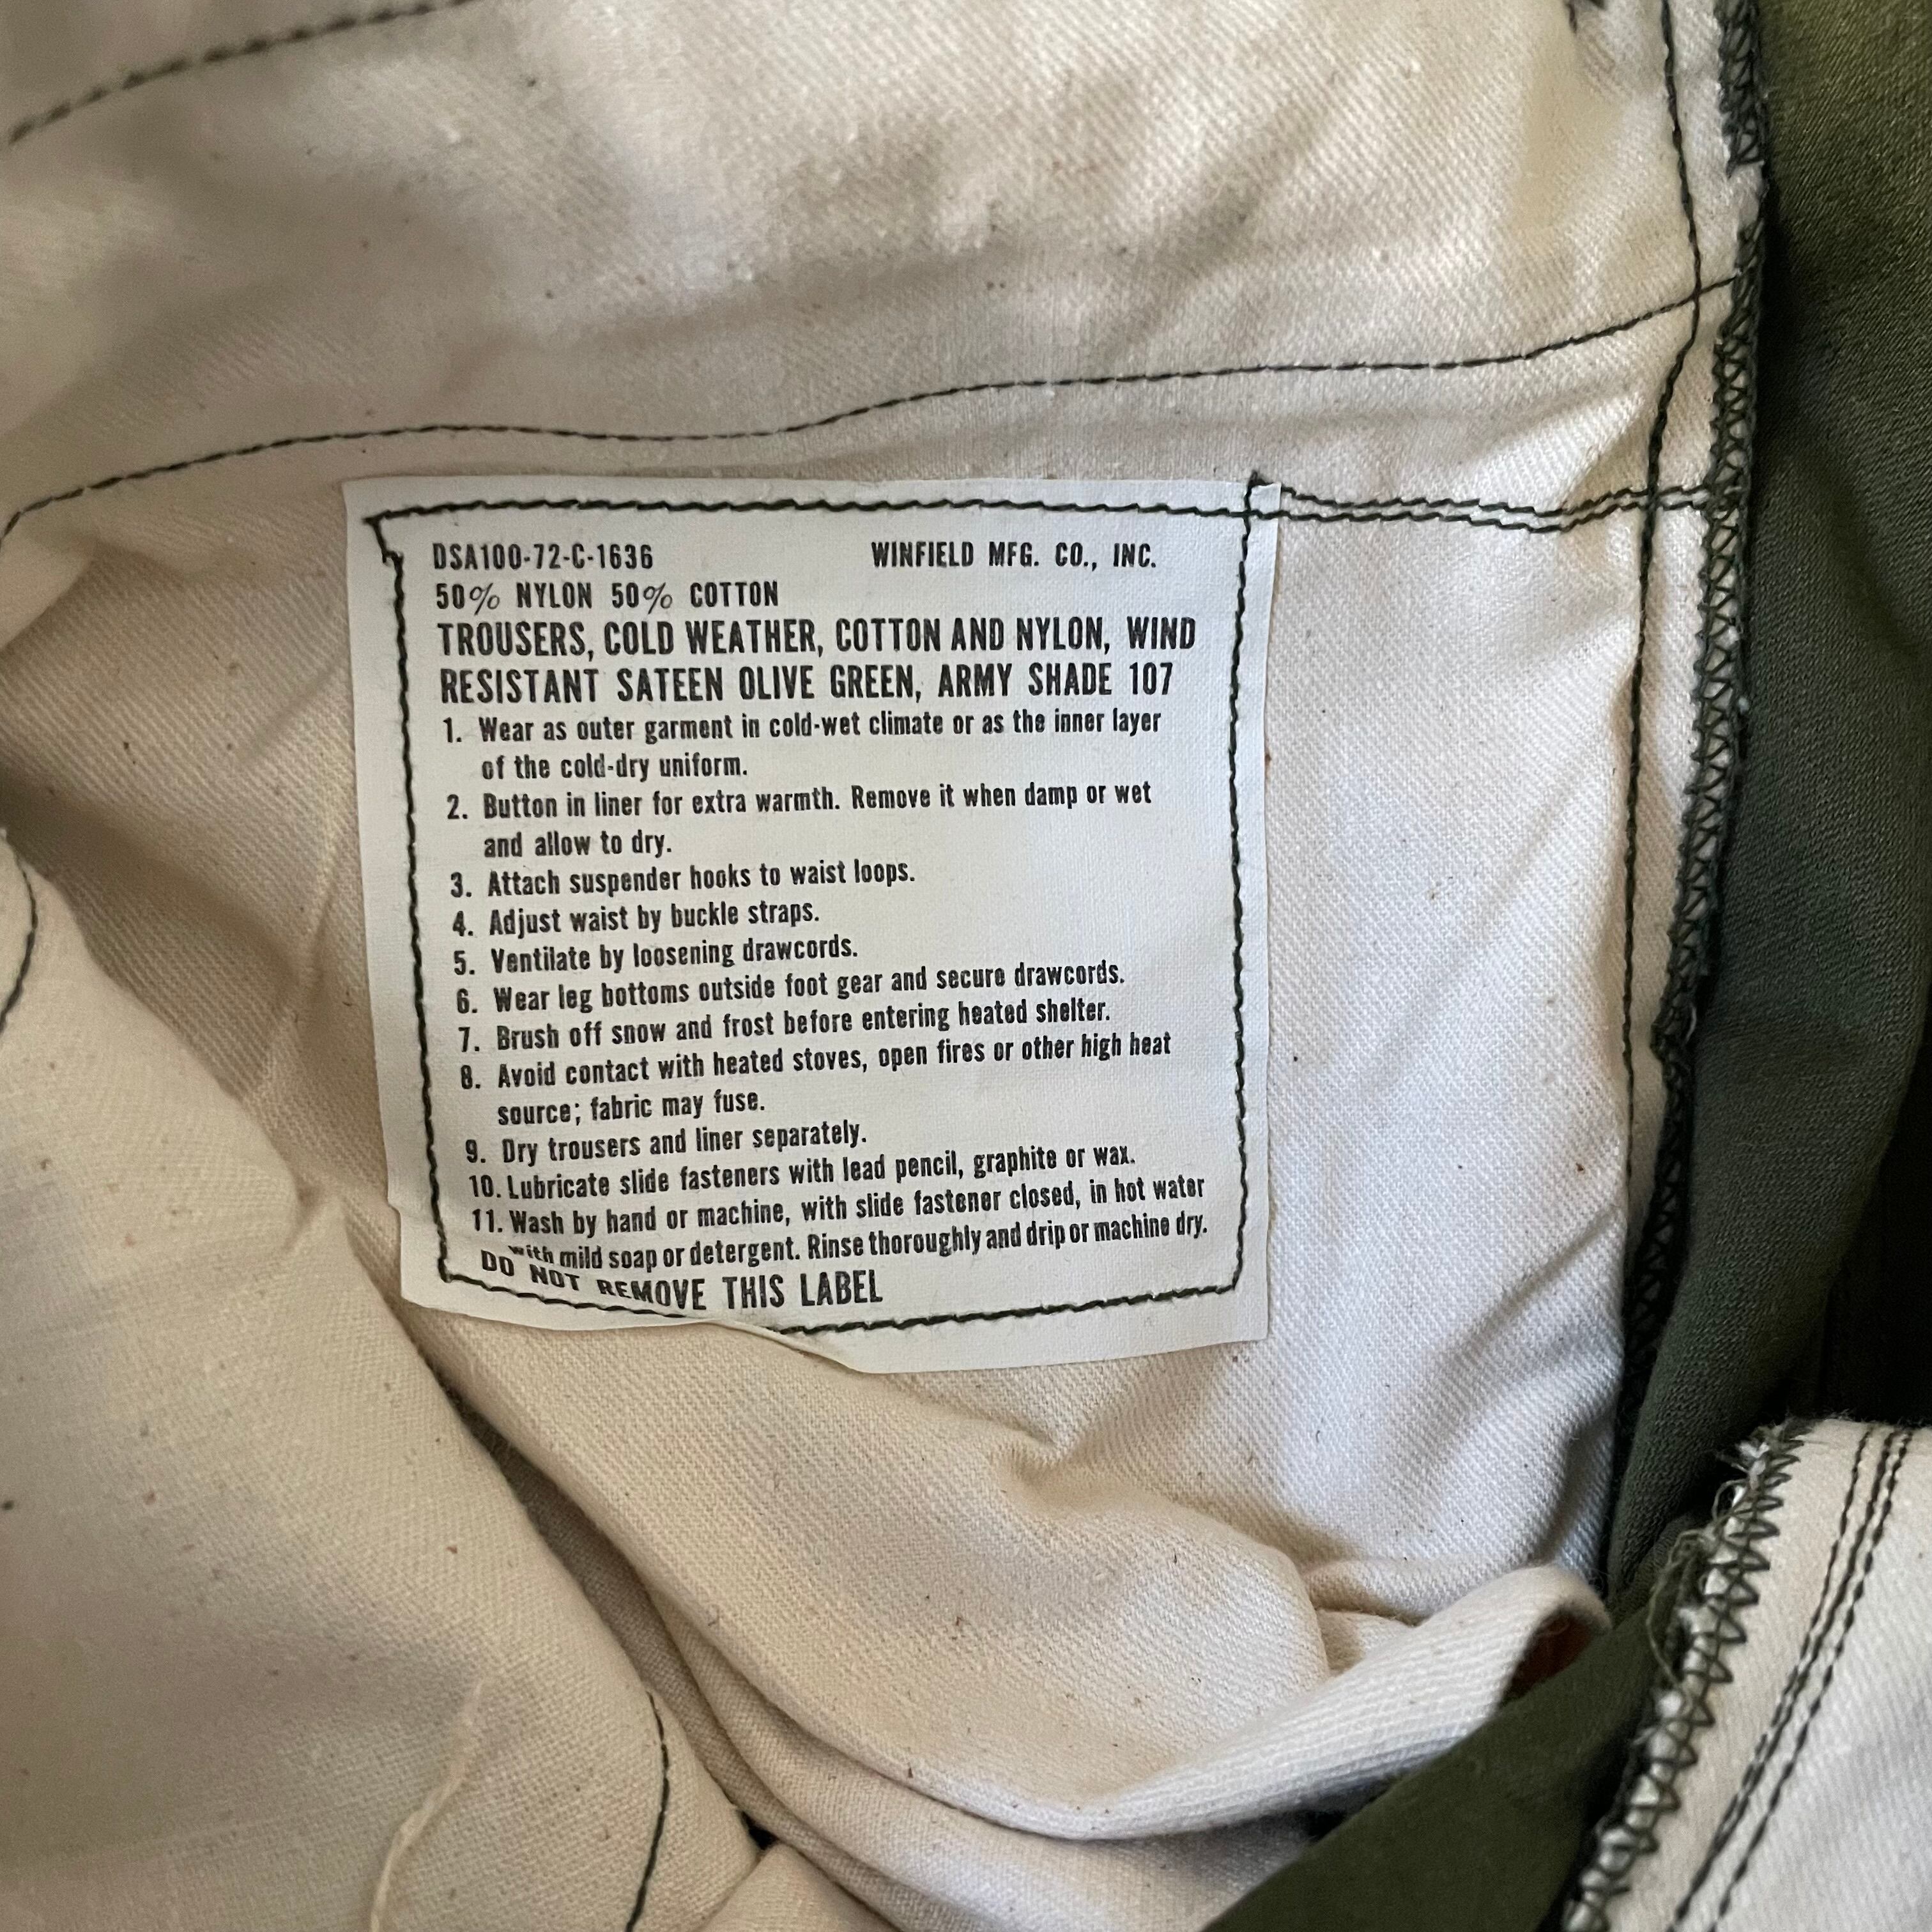 DSA100-72-C-1636 WINFIELD MFG. CO., INC.
50% NYLON 50% COTTON
TROUSERS, COLD WEATHER, COTTON AND NYLON, WIND
RESISTANT SATEEN OLIVE GREEN, ARMY SHADE 107
1. Wear as outer garment in cold-wet climate or as the inner layer
of the cold-dry uniform.
2. Button in liner for extra warmth. Remove it when damp or wet
and allow to dry.
3. Attach suspender hooks to waist loops.
4. Adjust waist by buckle straps.
5. Ventilate by loosening drawcords.
6. Wear leg bottoms outside foot gear and secure drawcords.
7. Brush off snow and frost before entering heated shelter.
8. Avoid contact with heated stoves, open fires or other high heat
source; fabric may fuse.
9. Dry trousers and liner separately.
10. Lubricate slide fasteners with lead pencil, graphite or wax.
11. Wash by hand or machine, with slide fastener closed, in hot water
with mild soap or detergent. Rinse thoroughly and drip or machine dry.
DO NOT REMOVE THIS LABEL